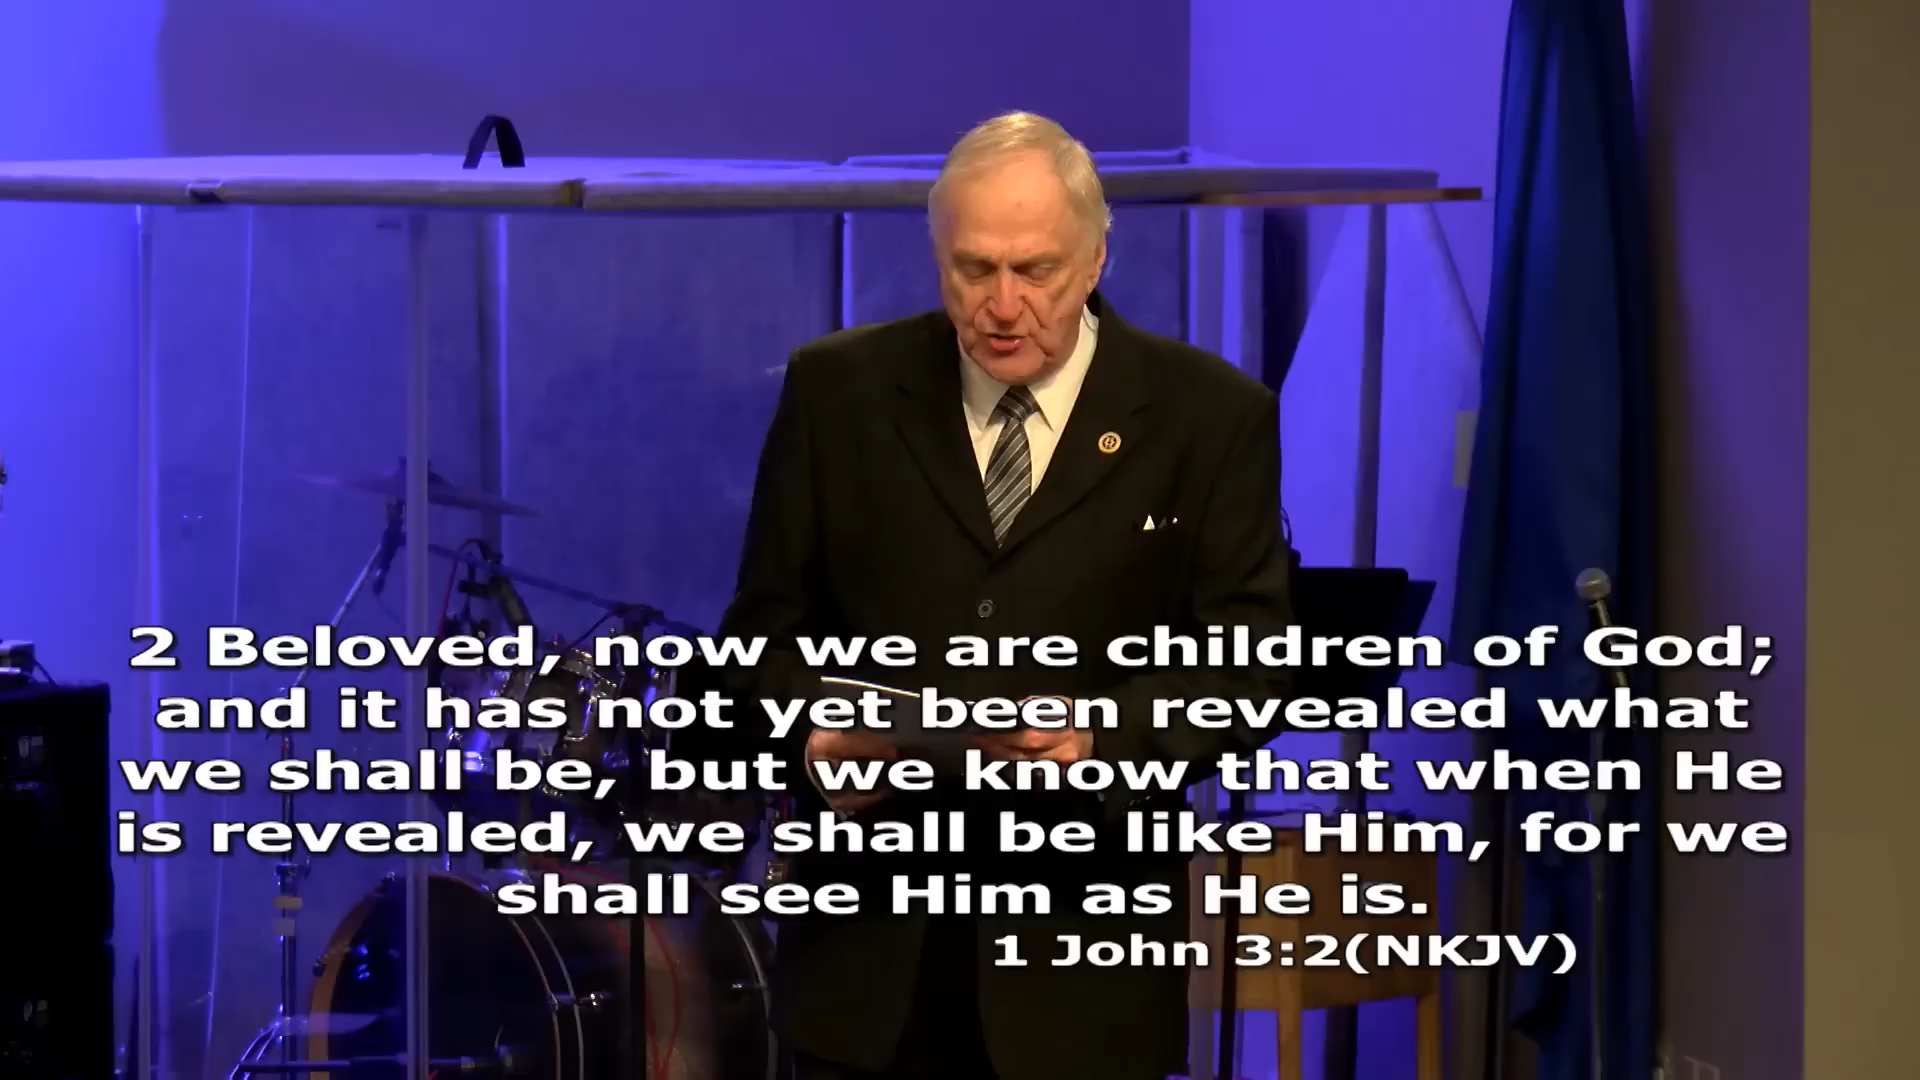 2 Beloved, now we are children of God;
and it has not yet been revealed what
we shall be, but we know that when He
is revealed, we shall be like Him, for we
shall see Him as He is.
1 John 3:2(NKJV)